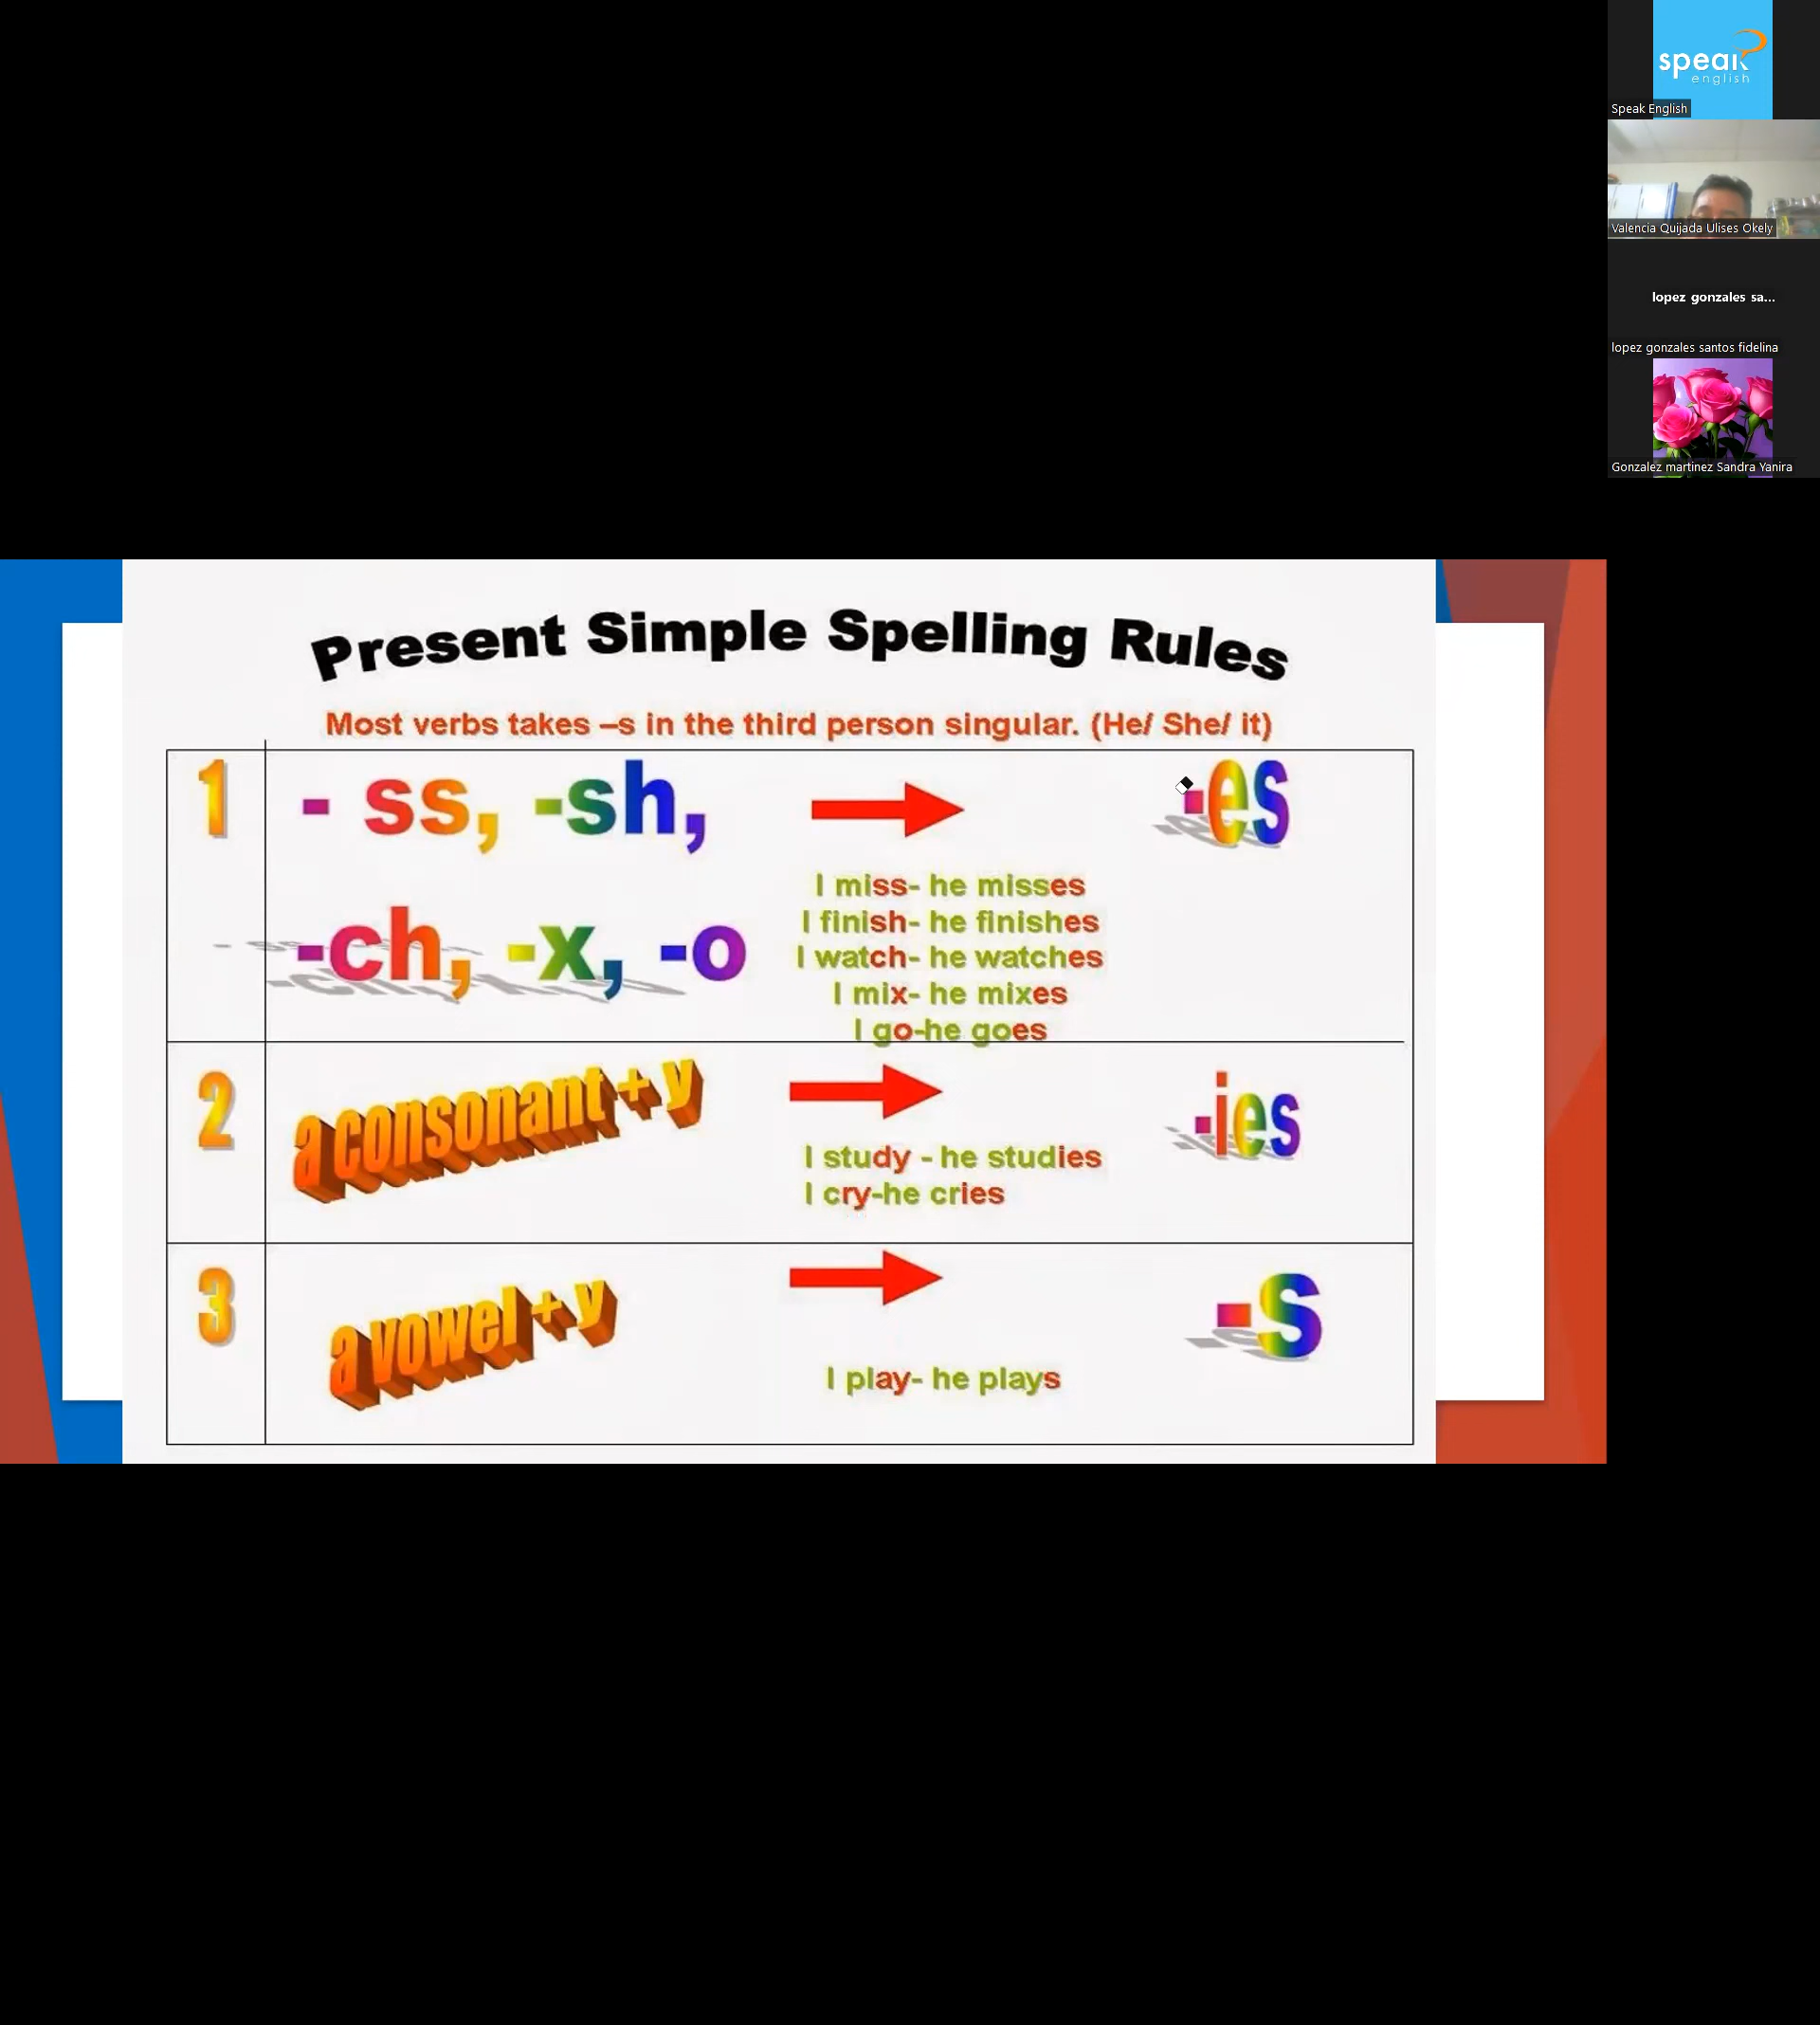 speak
english
Speak English
Valencia Quijada Ulises Okely
lopez gonzales sa...
lopez gonzales santos fidelina
Gonzalez martinez Sandra Yanira
Present Simple Spelling Rules
Most verbs takes –s in the third person singular. (He/ She/ it)
1
- ss, -sh,
-es
-ch, -x, -o
I miss- he misses
I finish- he finishes
I watch- he watches
I mix- he mixes
I go-he goes
2
a consonant + y
-ies
I study - he studies
I cry-he cries
3
a vowel + y
-s
I play- he plays